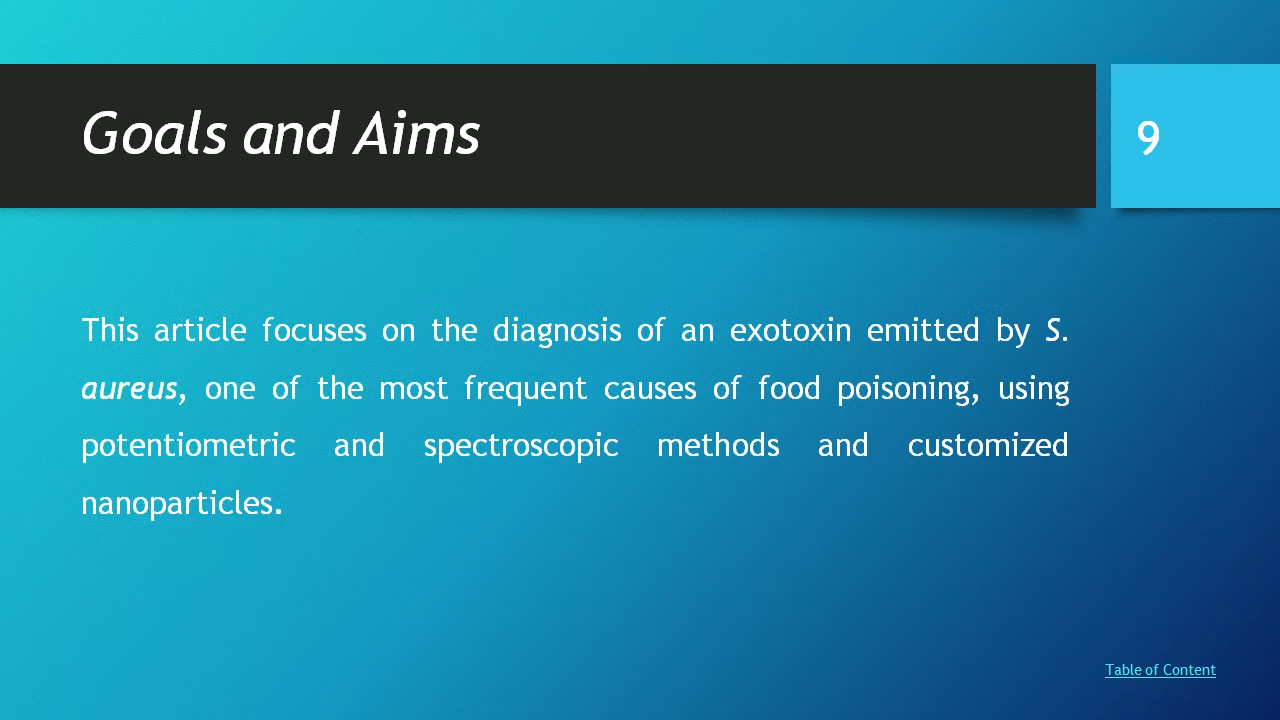 Goals and Aims
9
This article focuses on the diagnosis of an exotoxin emitted by S.
aureus, one of the most frequent causes of food poisoning, using
potentiometric and spectroscopic methods and customized
nanoparticles.
Table of Content